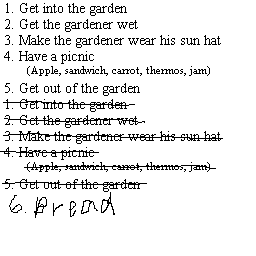 1. Get into the garden
2. Get the gardener wet
3. Make the gardener wear his sun hat
4. Have a picnic
(Apple, sandwich, carrot, thermos, jam)
5. Get out of the garden
1. Get into the garden
2. Get the gardener wet
3. Make the gardener wear his sun hat
4. Have a picnic
(Apple, sandwich, carrot, thermos, jam)
5. Get out of the garden
6. Bread